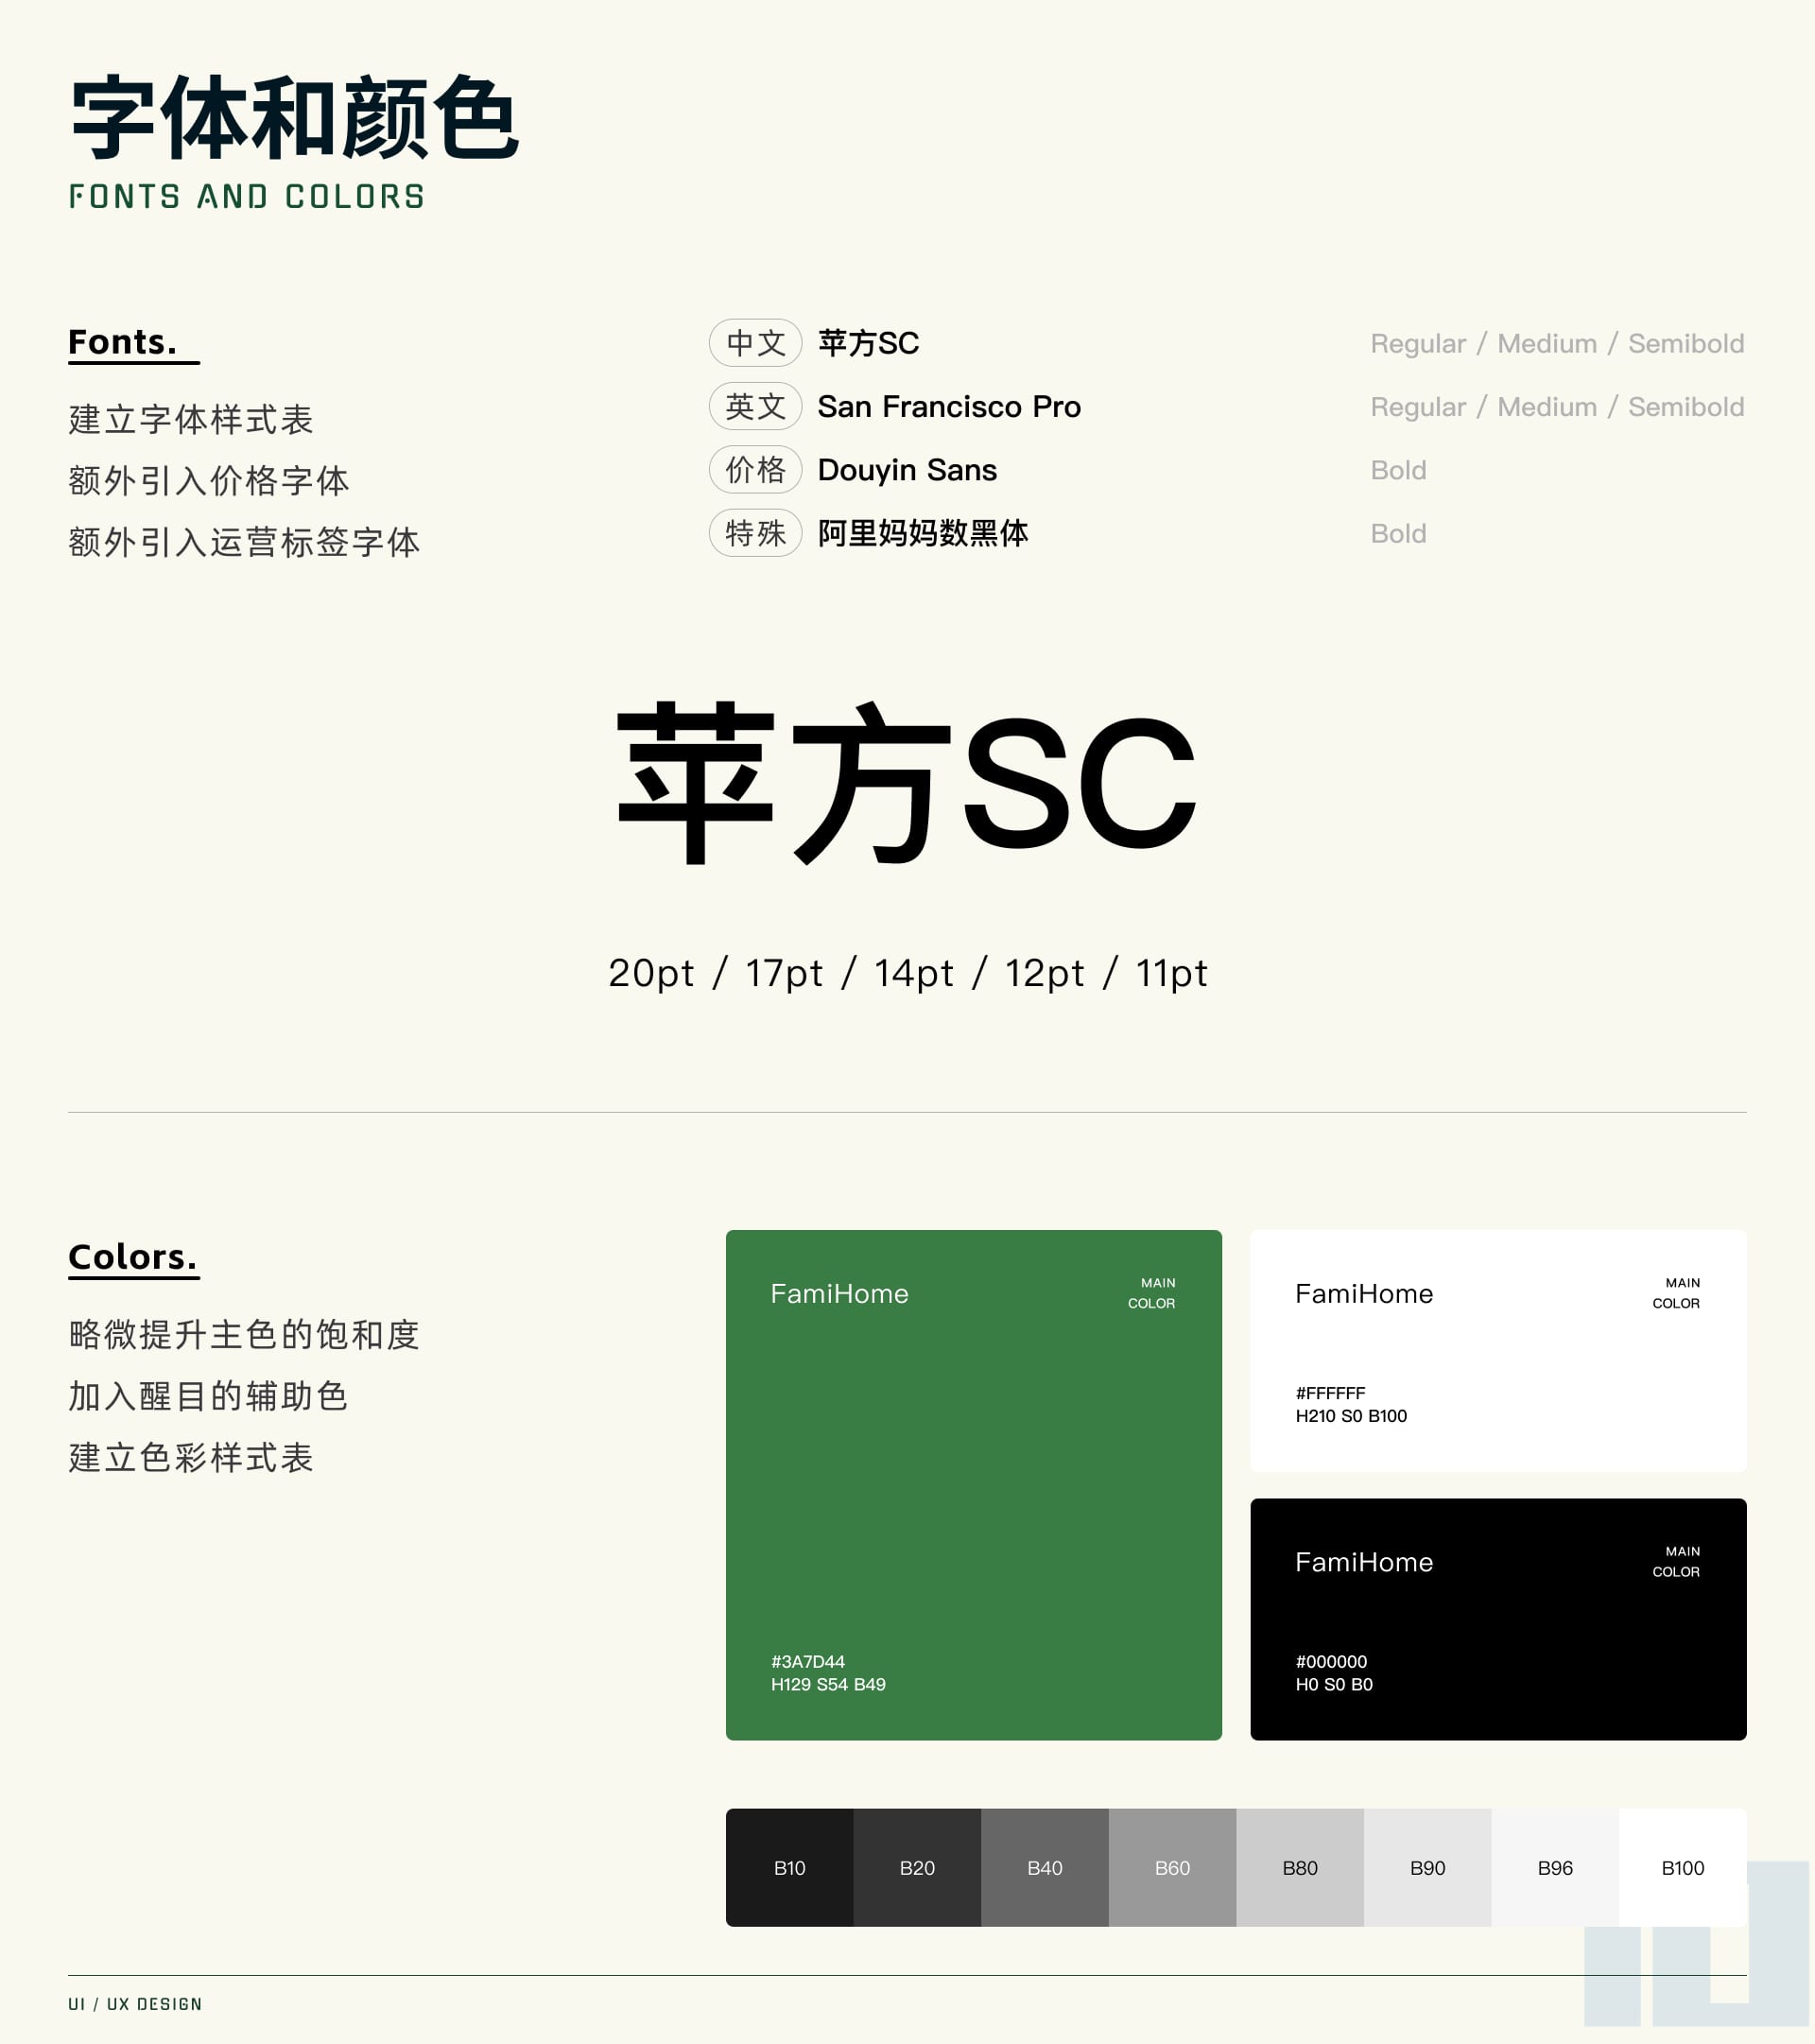 字体和颜色
FONTS AND COLORS
Fonts.
建立字体样式表
额外引入价格字体
额外引入运营标签字体
中文 苹方SC Regular / Medium / Semibold
英文 San Francisco Pro Regular / Medium / Semibold
价格 Douyin Sans Bold
特殊 阿里妈妈数黑体 Bold
苹方SC
20pt / 17pt / 14pt / 12pt / 11pt
Colors.
略微提升主色的饱和度
加入醒目的辅助色
建立色彩样式表
FamiHome
MAIN
COLOR
#3A7D44
H129 S54 B49
FamiHome
MAIN
COLOR
#FFFFFF
H210 S0 B100
FamiHome
MAIN
COLOR
#000000
H0 S0 B0
B10 B20 B40 B60 B80 B90 B96 B100
UI / UX DESIGN